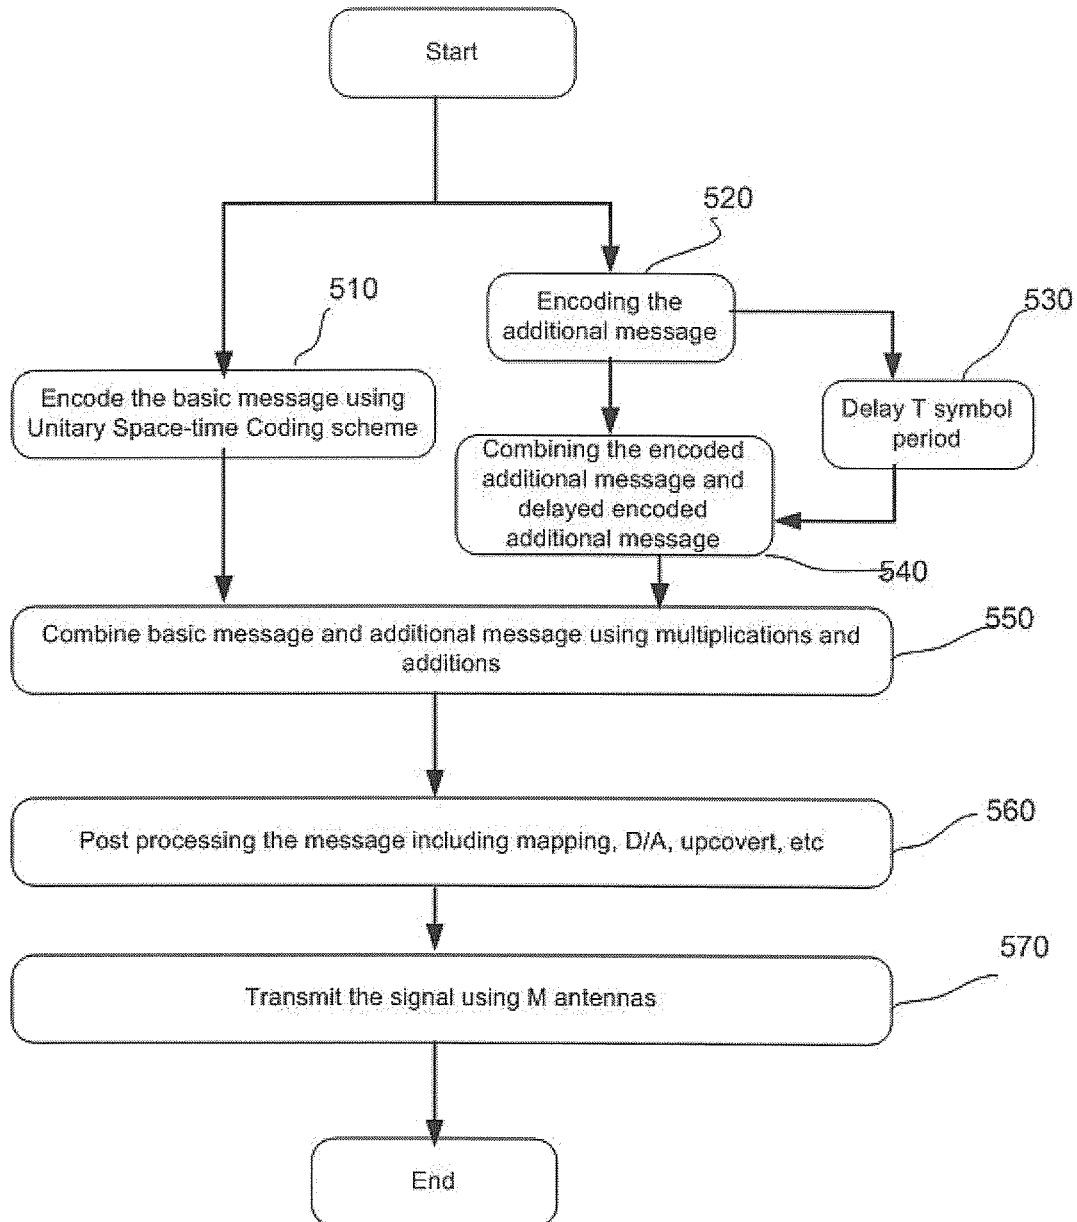 Start
520
510
530
Encoding the
additional message
Encode the basic message using
Unitary Space-time Coding scheme
Delay T symbol
period
Combining the encoded
additional message and
delayed encoded
additional message
540
550
Combine basic message and additional message using multiplications and
additions
560
Post processing the message including mapping, D/A, upcovert, etc
570
Transmit the signal using M antennas
End